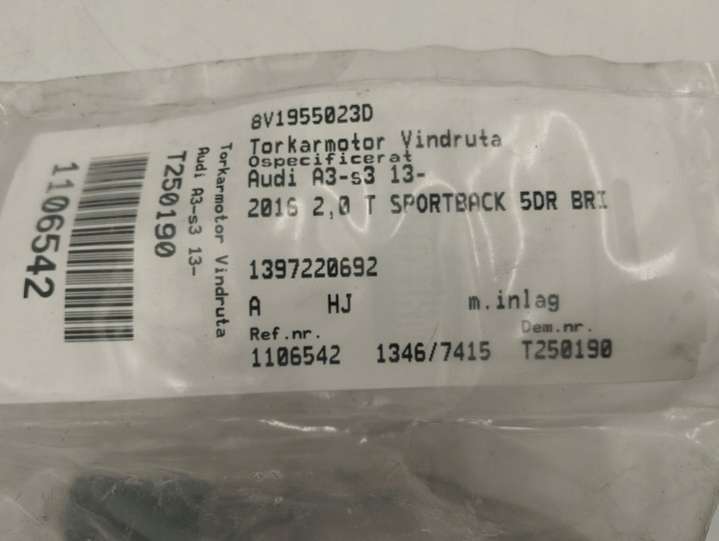 8V1955023D
Torkarmotor Vindruta
Ospecificerat
Audi A3-s3 13-
2016 2,0 T SPORTBACK 5DR BRI
1397220692
A HJ m.inlag
Ref.nr. Dem.nr.
1106542 1346/7415 T250190
Torkarmotor Vindruta
Audi A3-s3 13-
T250190
1106542